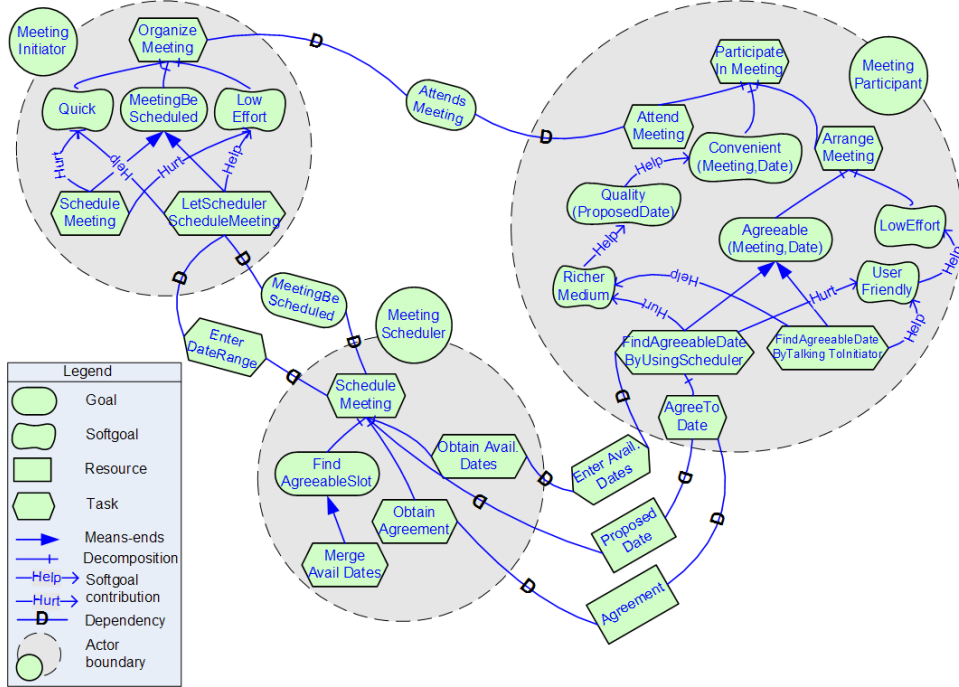 Meeting
Initiator
Organize
Meeting
D
Attends
Meeting
D
Quick
MeetingBe
Scheduled
Low
Effort
Hurt
Help
Hurt
Help
Schedule
Meeting
LetScheduler
ScheduleMeeting
D
D
MeetingBe
Scheduled
D
Enter
DateRange
D
Meeting
Participant
Participate
In Meeting
Attend
Meeting
Convenient
(Meeting,Date)
Arrange
Meeting
Help
Quality
(ProposedDate)
Help
Agreeable
(Meeting,Date)
LowEffort
Help
Richer
Medium
Help
Hurt
Hurt
User
Friendly
Help
FindAgreeableDate
ByUsingScheduler
FindAgreeableDate
ByTalking ToInitiator
D
AgreeTo
Date
Meeting
Scheduler
Schedule
Meeting
Find
AgreeableSlot
Obtain Avail.
Dates
Obtain
Agreement
Merge
Avail Dates
D
Enter Avail.
Dates
D
D
Proposed
Date
D
D
Agreement
Legend
Goal
Softgoal
Resource
Task
Means-ends
Decomposition
Help
Softgoal
Hurt
contribution
D
Dependency
Actor
boundary